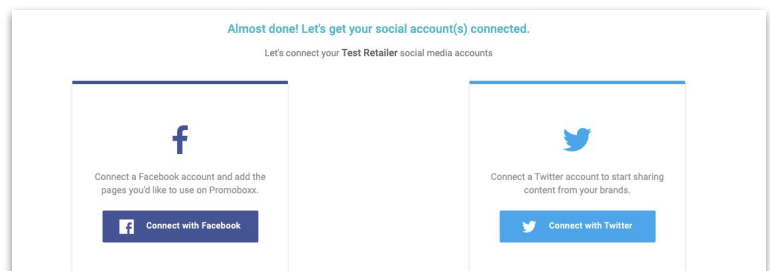 Almost done! Let's get your social account(s) connected.
Let's connect your Test Retailer social media accounts
Connect a Facebook account and add the
pages you'd like to use on Promoboxx.
Connect with Facebook
Connect a Twitter account to start sharing
content from your brands.
Connect with Twitter